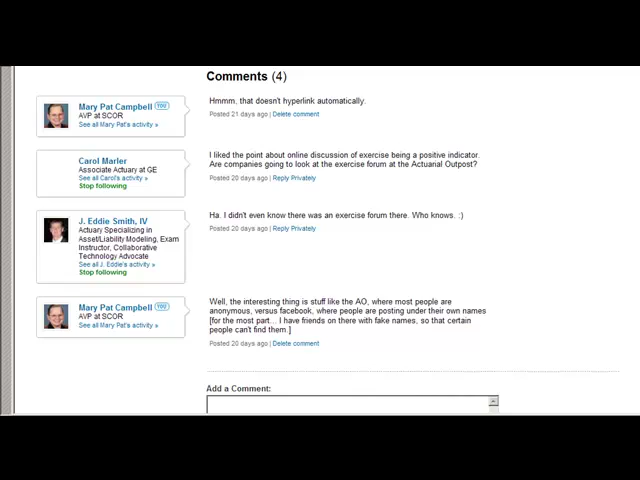 Comments (4)
Mary Pat Campbell YOU
AVP at SCOR
See all Mary Pat's activity »
Hmmm, that doesn't hyperlink automatically.
Posted 21 days ago | Delete comment
Carol Marler
Associate Actuary at GE
See all Carol's activity »
Stop following
I liked the point about online discussion of exercise being a positive indicator.
Are companies going to look at the exercise forum at the Actuarial Outpost?
Posted 20 days ago | Reply Privately
J. Eddie Smith, IV
Actuary Specializing in
Asset/Liability Modeling, Exam
Instructor, Collaborative
Technology Advocate
See all J. Eddie's activity »
Stop following
Ha. I didn't even know there was an exercise forum there. Who knows. :)
Posted 20 days ago | Reply Privately
Mary Pat Campbell YOU
AVP at SCOR
See all Mary Pat's activity »
Well, the interesting thing is stuff like the AO, where most people are
anonymous, versus facebook, where people are posting under their own names
[for the most part... I have friends on there with fake names, so that certain
people can't find them.]
Posted 20 days ago | Delete comment
Add a Comment: